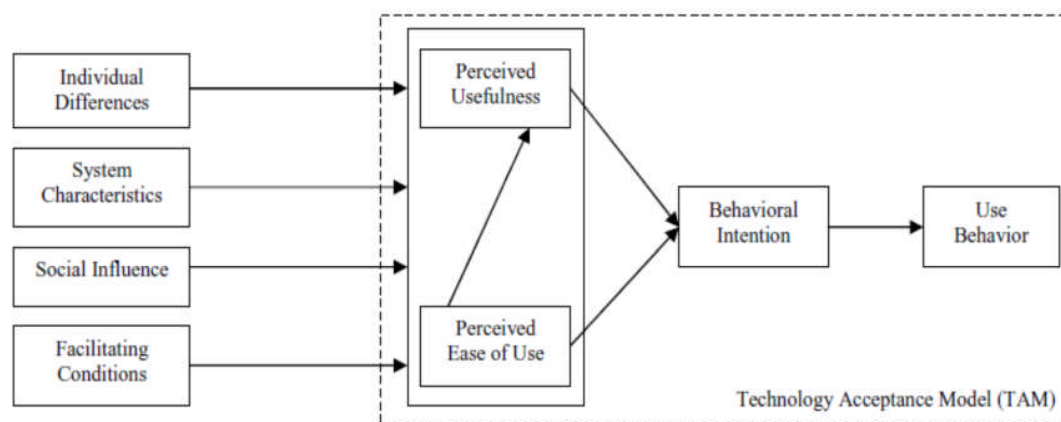 Individual
Differences
System
Characteristics
Social Influence
Facilitating
Conditions
Perceived
Usefulness
Perceived
Ease of Use
Behavioral
Intention
Use
Behavior
Technology Acceptance Model (TAM)